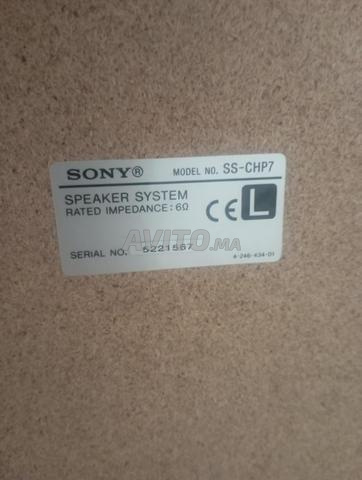 SONY® MODEL NO. SS-CHP7
SPEAKER SYSTEM
RATED IMPEDANCE: 6Ω
CE L
AVITO.MA
SERIAL NO. 5221567
4-246-434-01